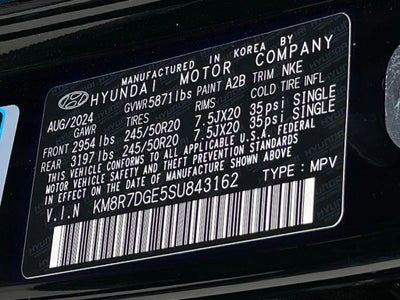 MANUFACTURED IN KOREA BY
HYUNDAI MOTOR COMPANY
AUG/2024 GVWR5871lbs PAINT A2B TRIM NKE
GAWR TIRES RIMS COLD TIRE INFL
FRONT 2954 lbs 245/50R20 7.5JX20 35psi SINGLE
REAR 3197 lbs 245/50R20 7.5JX20 35psi SINGLE
THIS VEHICLE CONFORMS TO ALL APPLICABLE U.S.A. FEDERAL
MOTOR VEHICLE SAFETY AND THEFT PREVENTION STANDARDS
IN EFFECT ON THE DATE OF MANUFACTURE SHOWN ABOVE
V.I.N KM8R7DGE5SU843162 TYPE: MPV